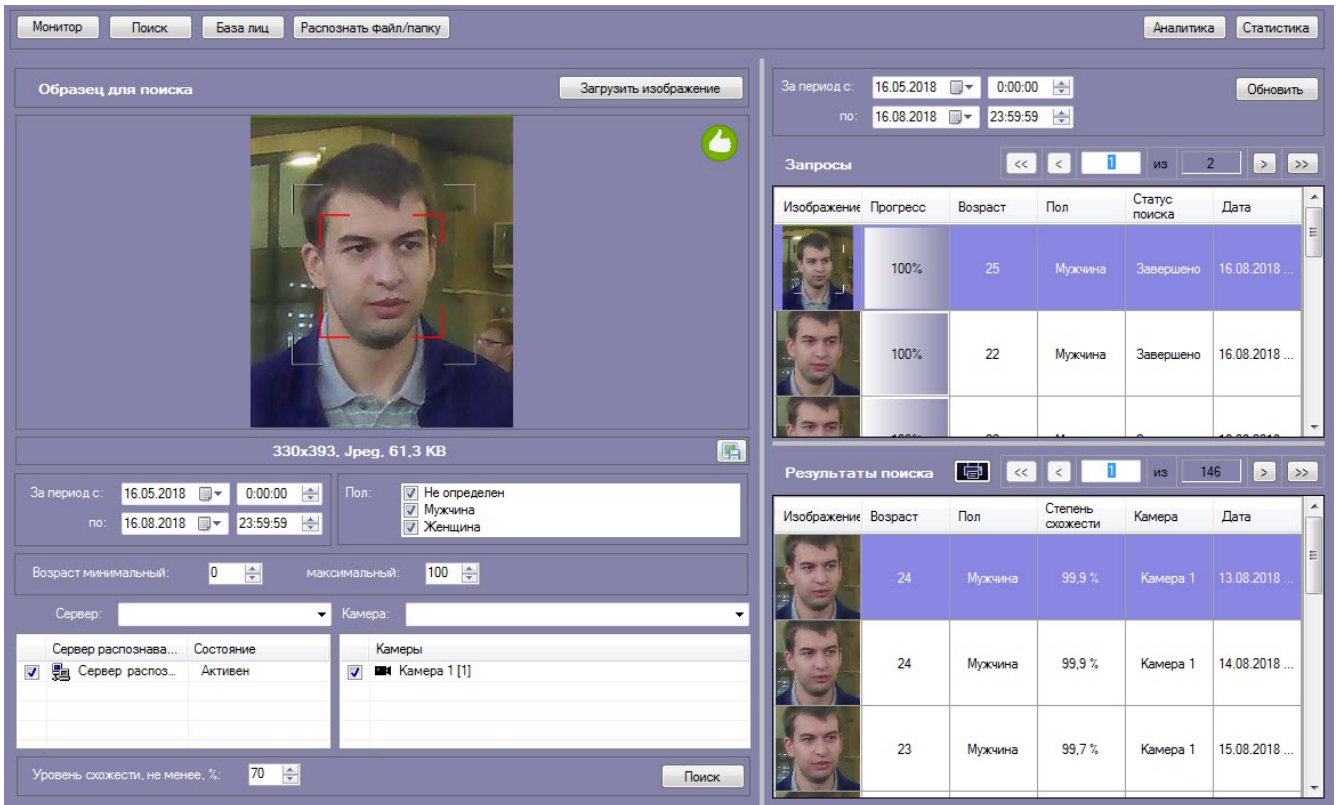 Монитор Поиск База лиц Распознать файл/папку Аналитика Статистика
Образец для поиска Загрузить изображение
330x393, Jpeg, 61,3 KB
За период с: 16.05.2018 0:00:00
по: 16.08.2018 23:59:59
Пол: Не определен
Мужчина
Женщина
Возраст минимальный: 0 максимальный: 100
Сервер: Камера:
Сервер распознава... Состояние
Сервер распоз... Активен
Камеры
Камера 1 [1]
Уровень схожести, не менее, %: 70 Поиск
За период с: 16.05.2018 0:00:00 Обновить
по: 16.08.2018 23:59:59
Запросы << < 1 из 2 > >>
Изображение Прогресс Возраст Пол Статус поиска Дата
100% 25 Мужчина Завершено 16.08.2018 ...
100% 22 Мужчина Завершено 16.08.2018 ...
Результаты поиска << < 1 из 146 > >>
Изображение Возраст Пол Степень схожести Камера Дата
24 Мужчина 99,9 % Камера 1 13.08.2018 ...
24 Мужчина 99,9 % Камера 1 14.08.2018 ...
23 Мужчина 99,7 % Камера 1 15.08.2018 ...